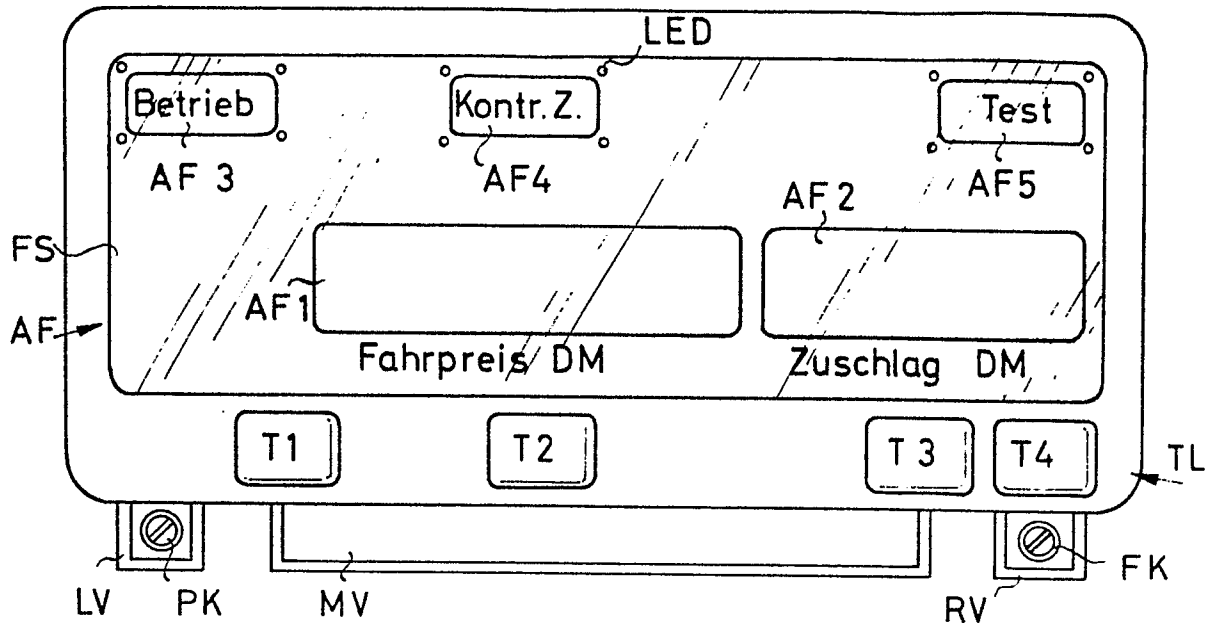 LED
Betrieb Kontr. Z. Test
AF 3 AF4 AF5
AF 2
FS
AF1
AF
Fahrpreis DM Zuschlag DM
T1 T2 T3 T4
TL
FK
LV PK MV RV